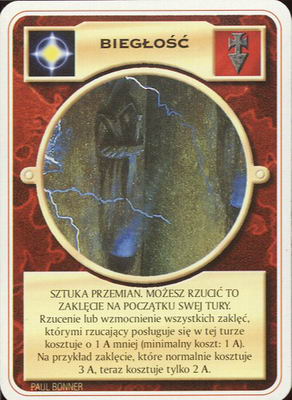 BIEGŁOŚĆ
SZTUKA PRZEMIAN. MOŻESZ RZUCIĆ TO
ZAKLĘCIE NA POCZĄTKU SWEJ TURY.
Rzucenie lub wzmocnienie wszystkich zaklęć,
którymi rzucający posługuje się w tej turze
kosztuje o 1 A mniej (minimalny koszt: 1 A).
Na przykład zaklęcie, które normalnie kosztuje
3 A, teraz kosztuje tylko 2 A.
PAUL BONNER